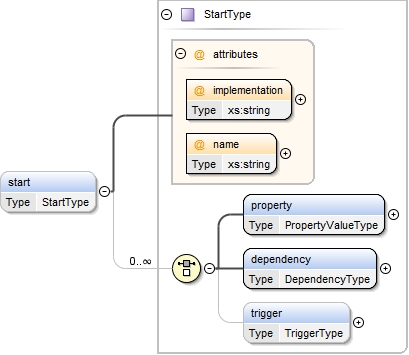 StartType
@ attributes
@ implementation
Type xs:string
@ name
Type xs:string
start
Type StartType
0..∞
property
Type PropertyValueType
dependency
Type DependencyType
trigger
Type TriggerType